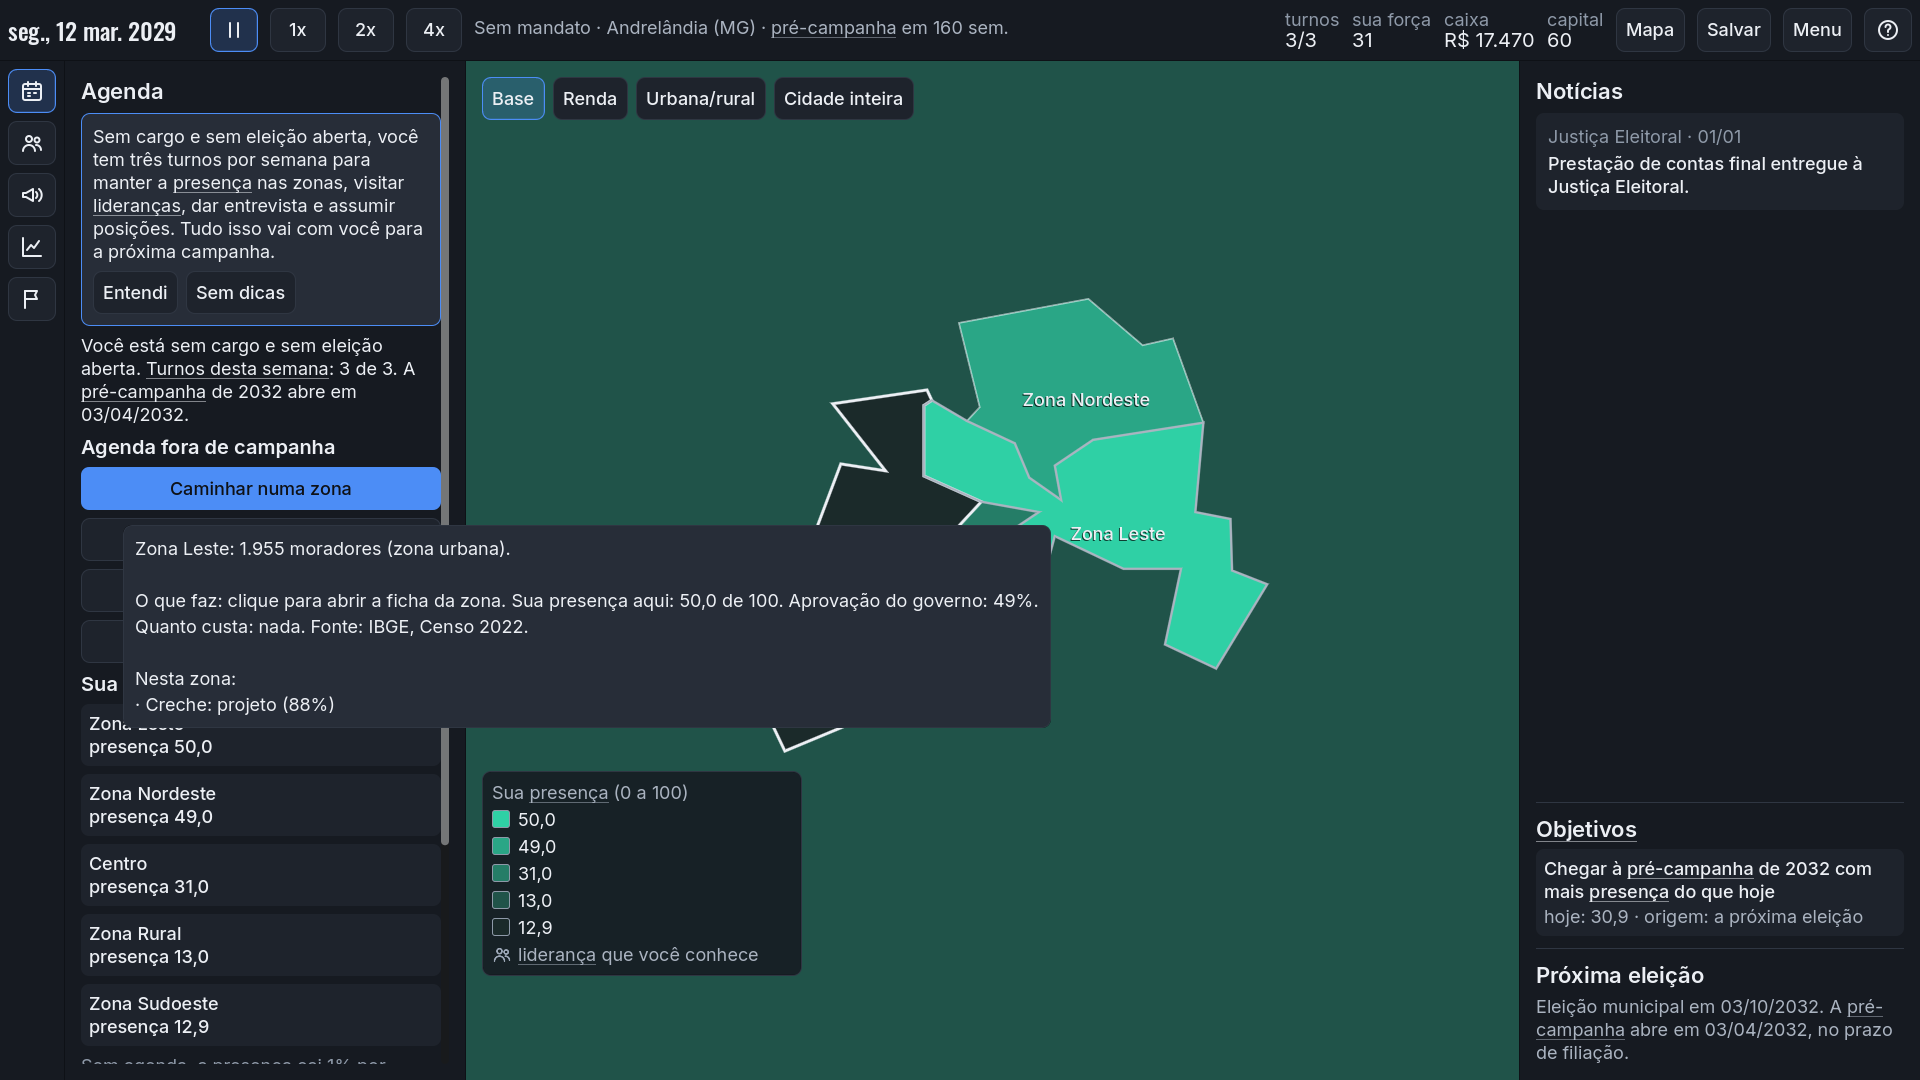 seg., 12 mar. 2029
1x
2x
4x
Sem mandato · Andrelândia (MG) · pré-campanha em 160 sem.
turnos
3/3
sua força
31
caixa
R$ 17.470
capital
60
Mapa
Salvar
Menu
Agenda
Sem cargo e sem eleição aberta, você
tem três turnos por semana para
manter a presença nas zonas, visitar
lideranças, dar entrevista e assumir
posições. Tudo isso vai com você para
a próxima campanha.
Entendi
Sem dicas
Você está sem cargo e sem eleição
aberta. Turnos desta semana: 3 de 3. A
pré-campanha de 2032 abre em
03/04/2032.
Agenda fora de campanha
Caminhar numa zona
Sua
Zona Leste
presença 50,0
Zona Nordeste
presença 49,0
Centro
presença 31,0
Zona Rural
presença 13,0
Zona Sudoeste
presença 12,9
Base
Renda
Urbana/rural
Cidade inteira
Zona Nordeste
Zona Leste
Zona Leste: 1.955 moradores (zona urbana).
O que faz: clique para abrir a ficha da zona. Sua presença aqui: 50,0 de 100. Aprovação do governo: 49%.
Quanto custa: nada. Fonte: IBGE, Censo 2022.
Nesta zona:
· Creche: projeto (88%)
Sua presença (0 a 100)
50,0
49,0
31,0
13,0
12,9
liderança que você conhece
Notícias
Justiça Eleitoral · 01/01
Prestação de contas final entregue à
Justiça Eleitoral.
Objetivos
Chegar à pré-campanha de 2032 com
mais presença do que hoje
hoje: 30,9 · origem: a próxima eleição
Próxima eleição
Eleição municipal em 03/10/2032. A pré-
campanha abre em 03/04/2032, no prazo
de filiação.